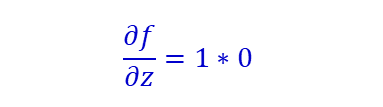 ∂f/∂z = 1 * 0